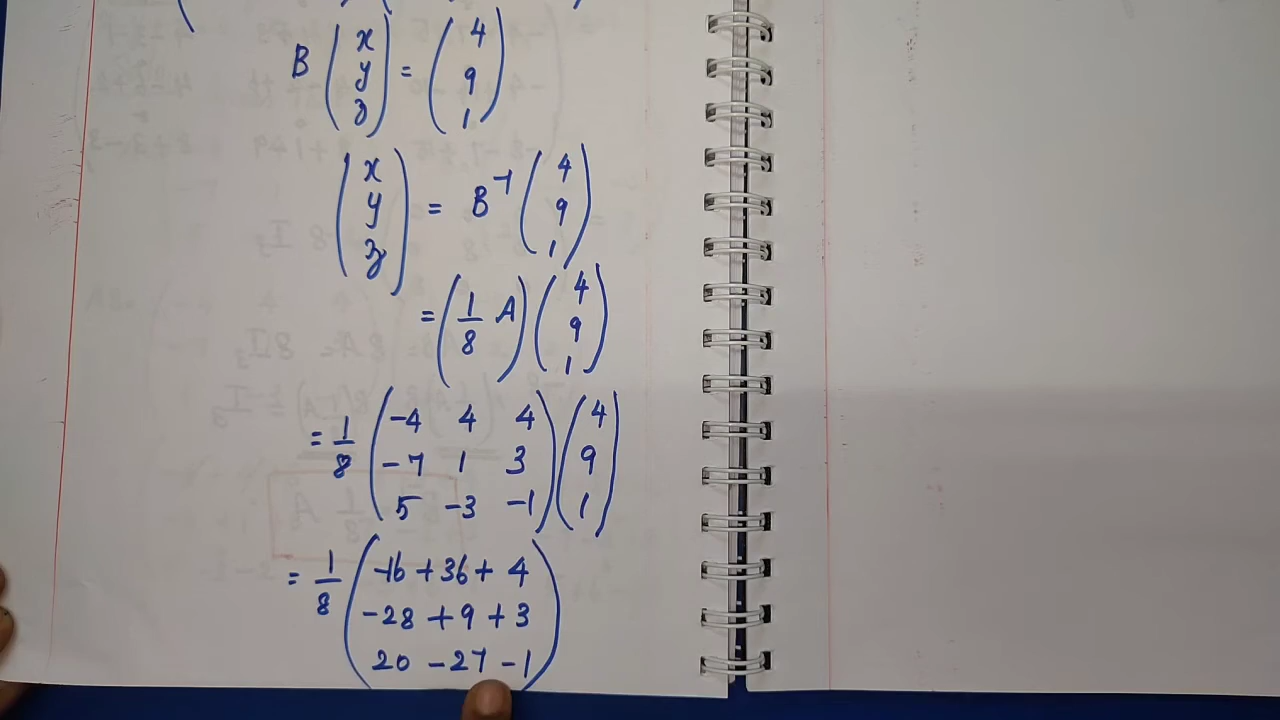 B (x y z) = (4 9 1)
(x y z) = B⁻¹ (4 9 1)
= (1/8 A) (4 9 1)
= 1/8 (-4 4 4
-7 1 3
5 -3 -1) (4 9 1)
= 1/8 (-16 + 36 + 4
-28 + 9 + 3
20 - 27 - 1)